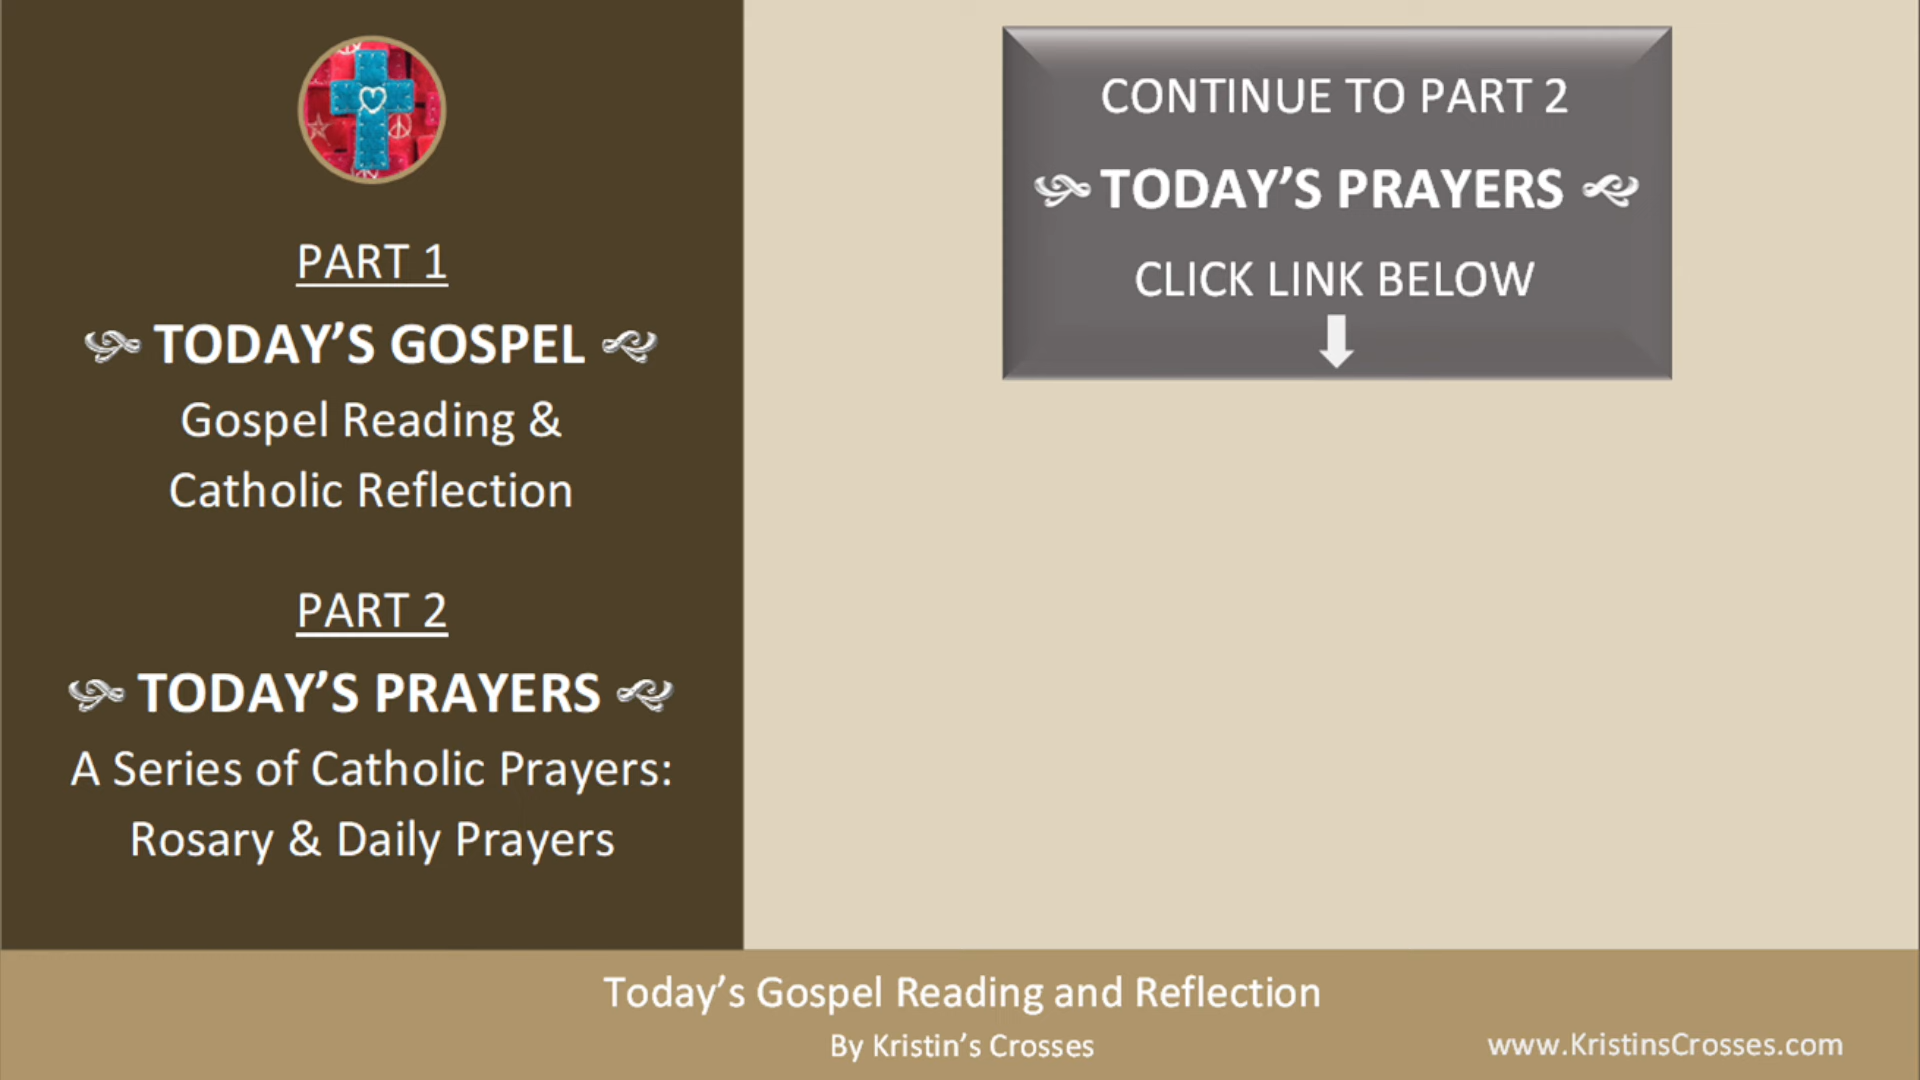 PART 1
TODAY’S GOSPEL
Gospel Reading &
Catholic Reflection
PART 2
TODAY’S PRAYERS
A Series of Catholic Prayers:
Rosary & Daily Prayers
CONTINUE TO PART 2
TODAY’S PRAYERS
CLICK LINK BELOW
Today’s Gospel Reading and Reflection
By Kristin’s Crosses
www.KristinsCrosses.com